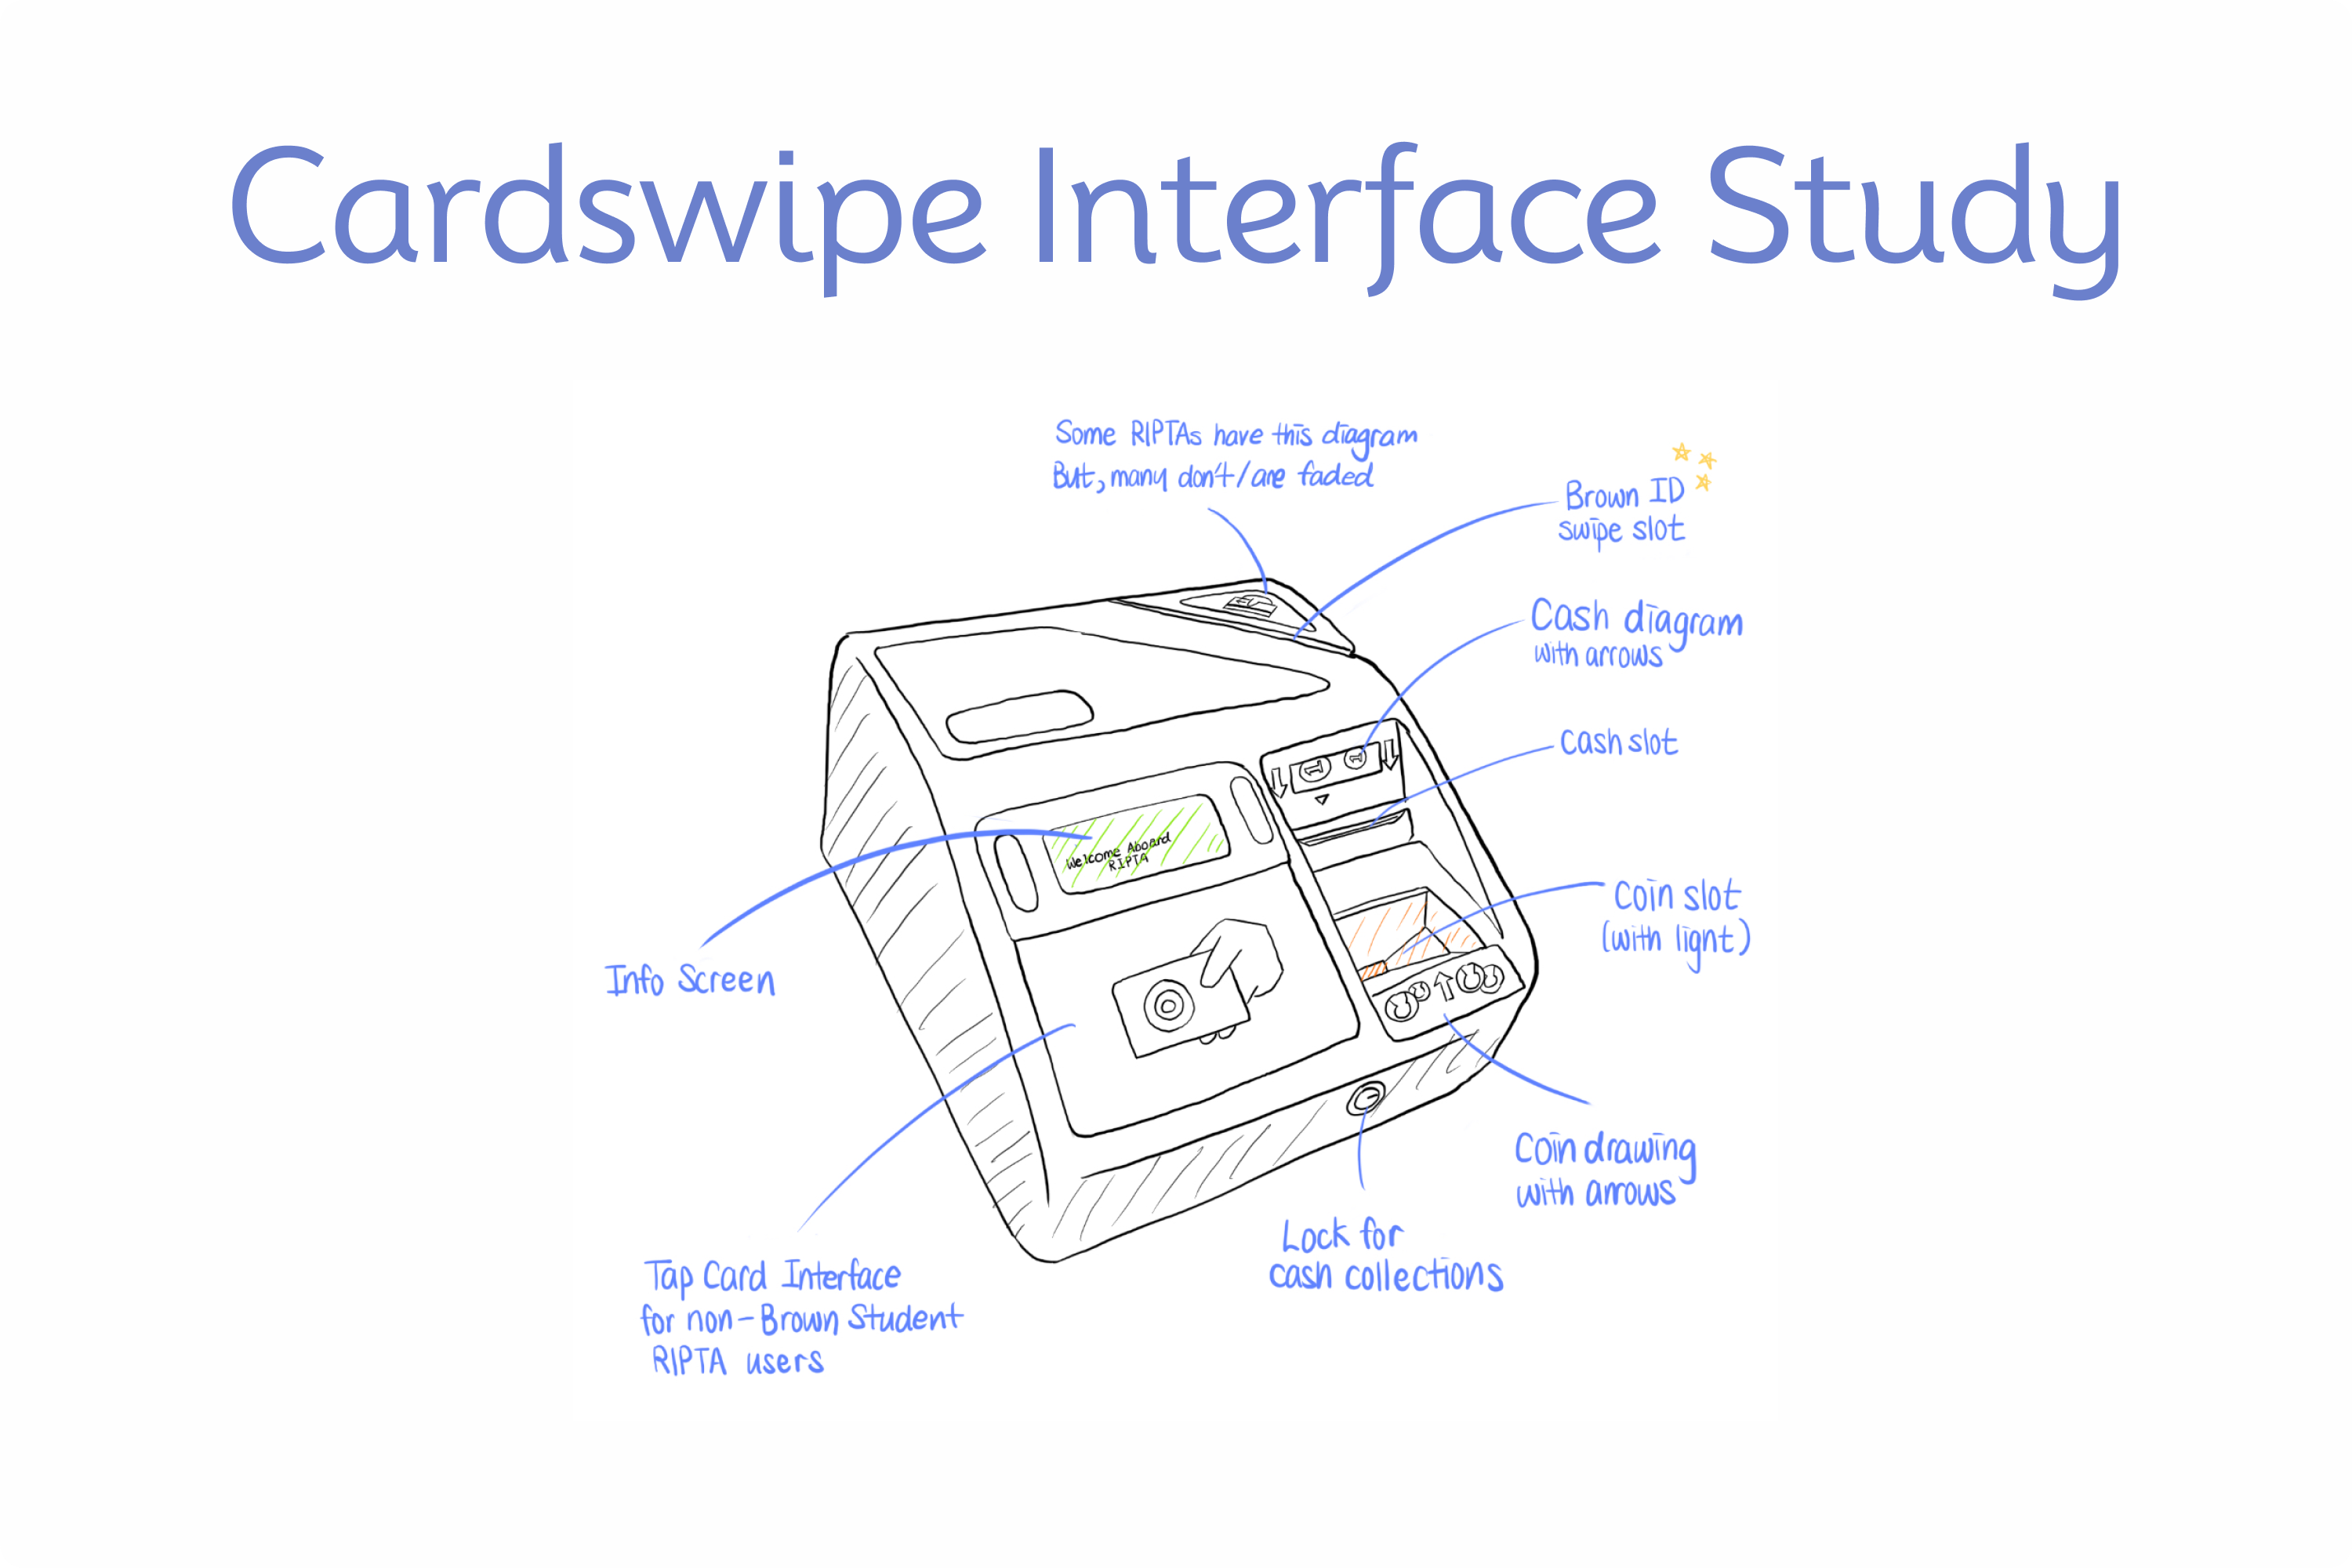 Cardswipe Interface Study
Some RIPTAs have this diagram
But, many don't/are faded
Brown ID
swipe slot
Cash diagram
with arrows
Cash slot
Welcome Aboard
RIPTA
Coin slot
(with light)
Info Screen
Coin drawing
with arrows
Lock for
cash collections
Tap Card Interface
for non-Brown Student
RIPTA users